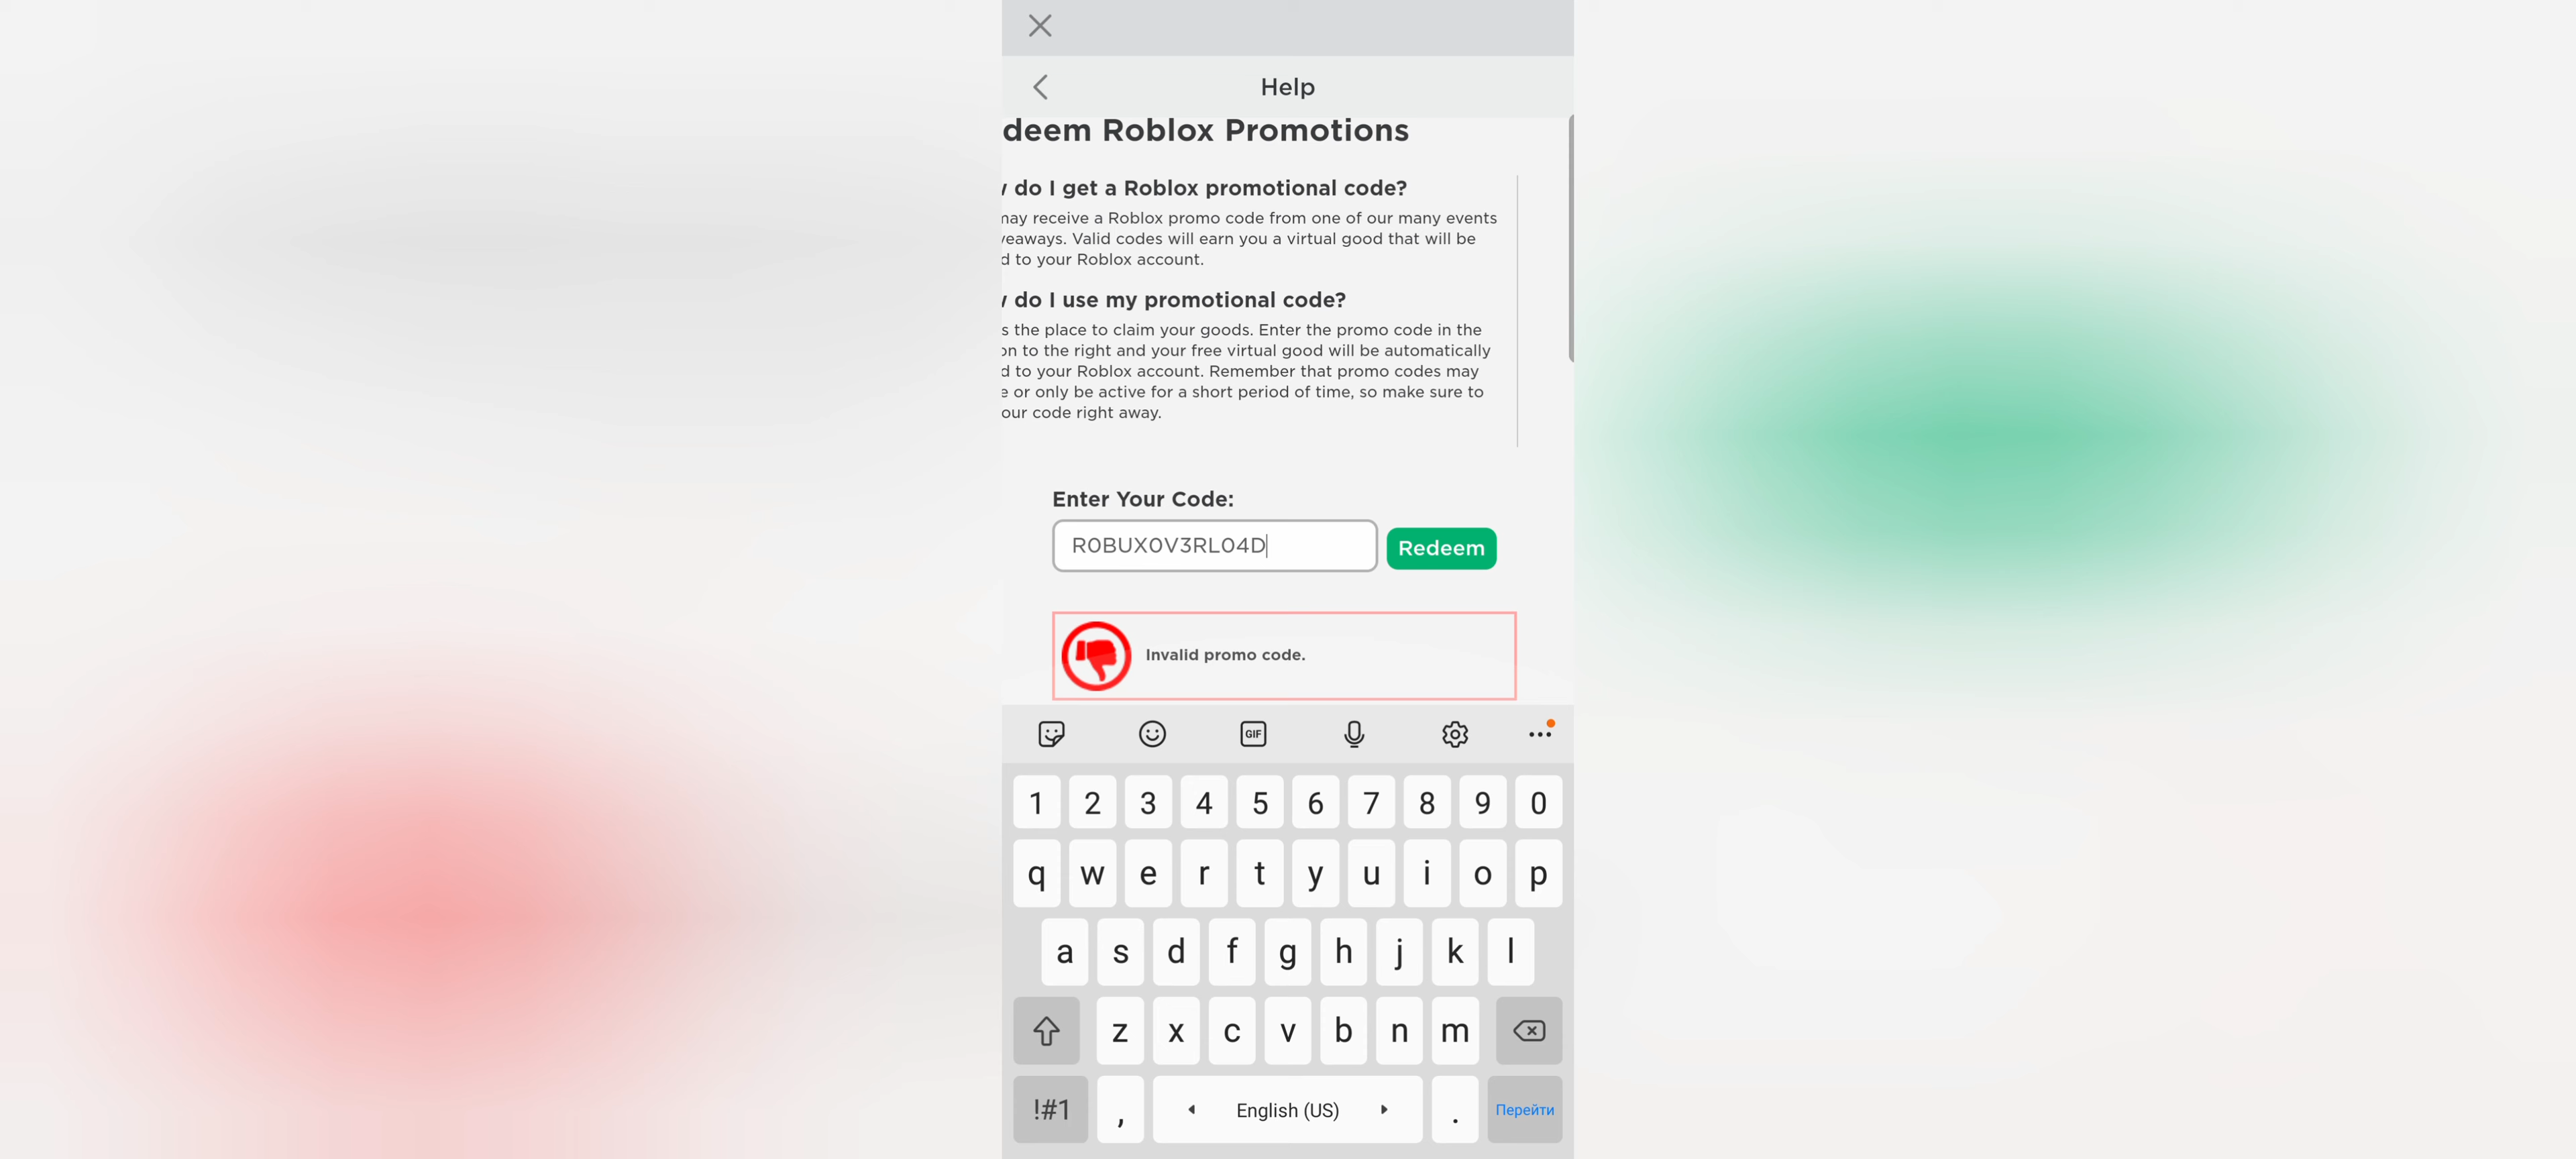 Help
deem Roblox Promotions
do I get a Roblox promotional code?
may receive a Roblox promo code from one of our many events
veaways. Valid codes will earn you a virtual good that will be
d to your Roblox account.
do I use my promotional code?
s the place to claim your goods. Enter the promo code in the
on to the right and your free virtual good will be automatically
d to your Roblox account. Remember that promo codes may
e or only be active for a short period of time, so make sure to
our code right away.
Enter Your Code:
R0BUX0V3RL04D
Redeem
Invalid promo code.
GIF
1 2 3 4 5 6 7 8 9 0
q w e r t y u i o p
a s d f g h j k l
z x c v b n m
!#1 , English (US) . Перейти